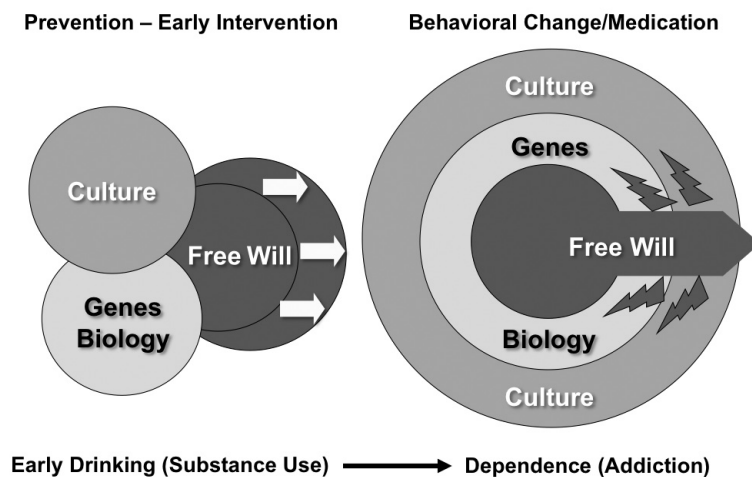 Prevention – Early Intervention
Behavioral Change/Medication
Culture
Free Will
Genes
Biology
Culture
Genes
Free Will
Biology
Culture
Early Drinking (Substance Use)
Dependence (Addiction)